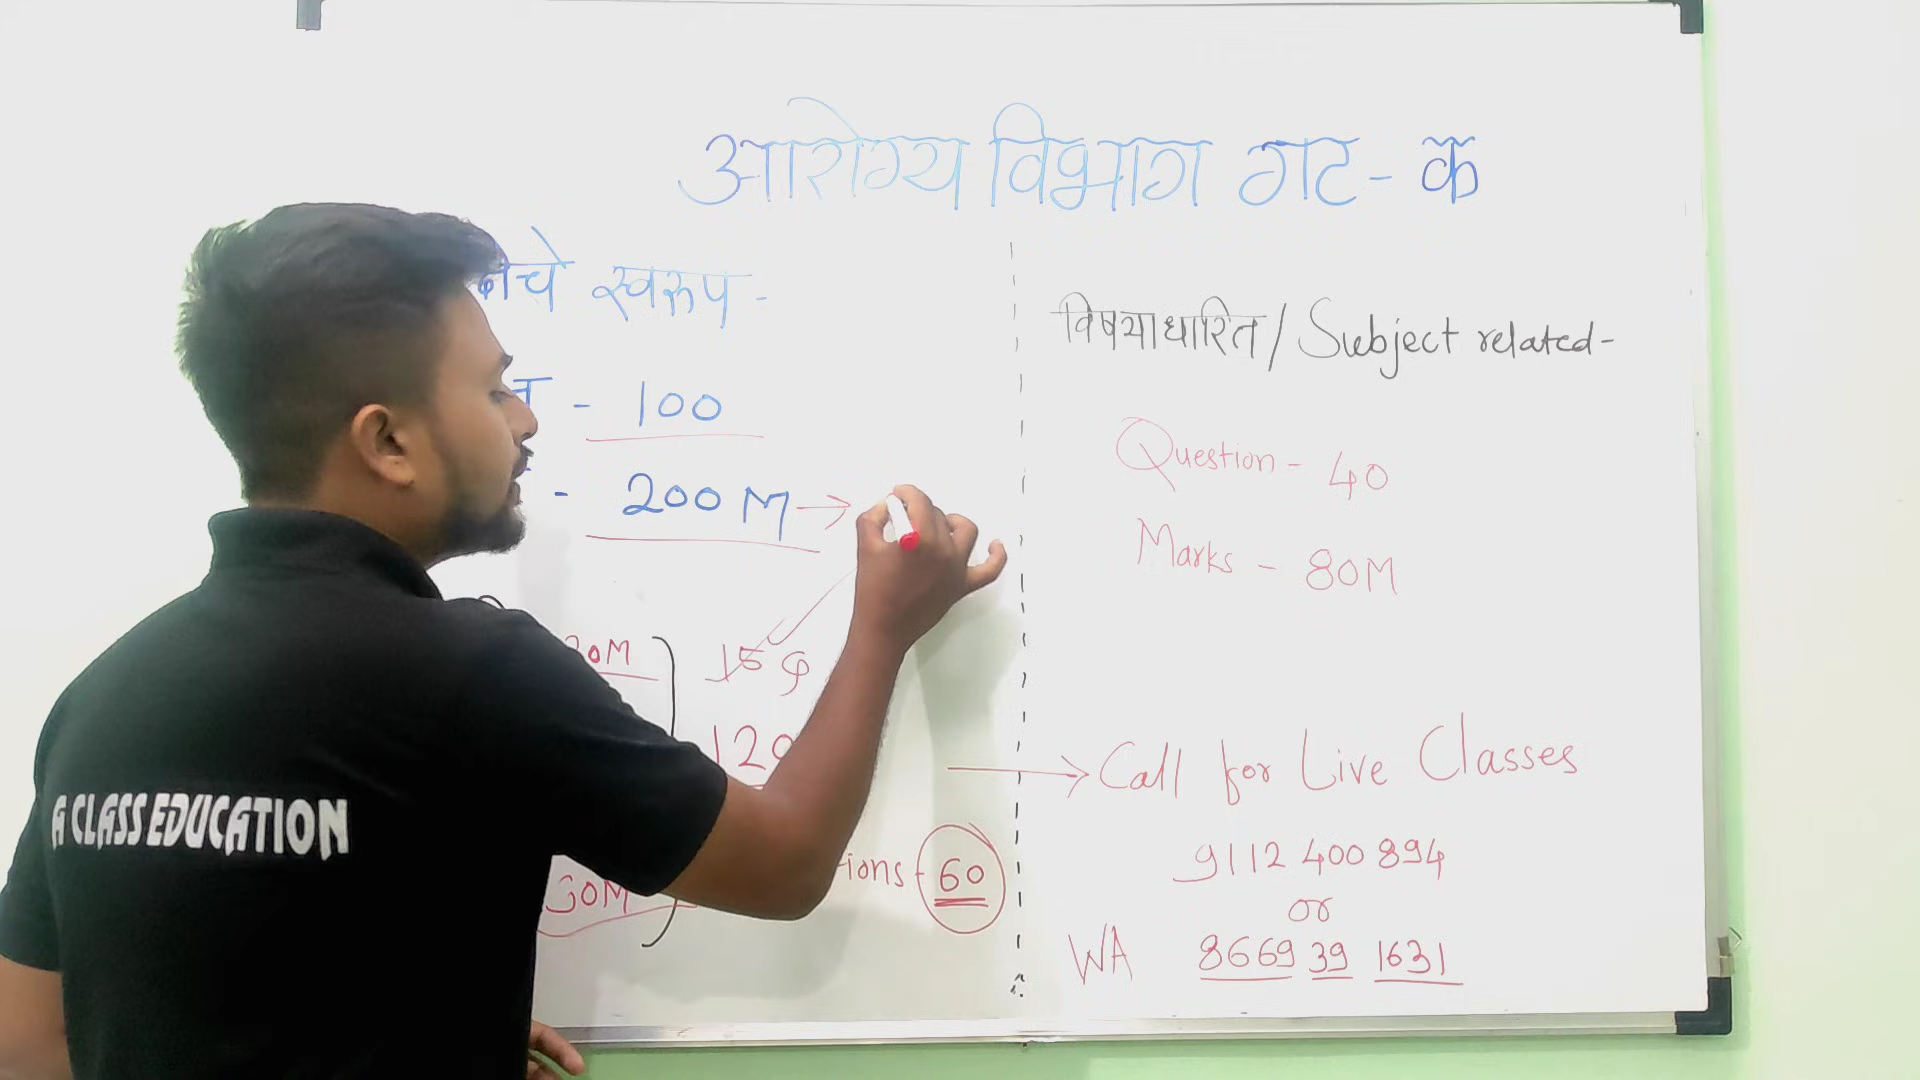 आरोग्य विभाग गट- क
स्वरुप -
- 100
- 200 M →
विषयाधारित / Subject related-
Question - 40
Marks - 80M
15 Q
→ Call for Live Classes
9112 400 894
or
WA 8669 39 1631
60
A CLASS EDUCATION